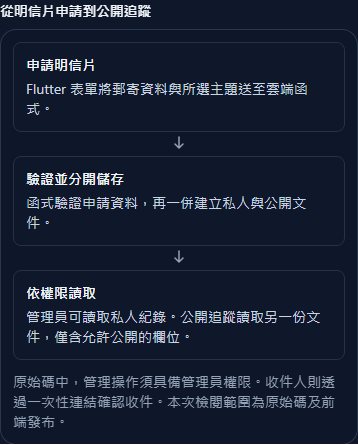 從明信片申請到公開追蹤
申請明信片
Flutter 表單將郵寄資料與所選主題送至雲端函
式。
↓
驗證並分開儲存
函式驗證申請資料，再一併建立私人與公開文
件。
↓
依權限讀取
管理員可讀取私人紀錄。公開追蹤讀取另一份文
件，僅含允許公開的欄位。
原始碼中，管理操作須具備管理員權限。收件人則透
過一次性連結確認收件。本次檢閱範圍為原始碼及前
端發布。